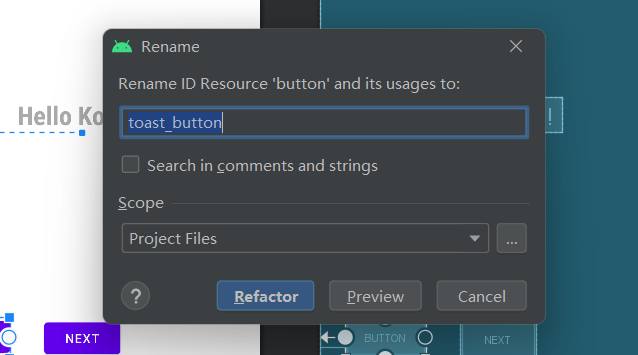 Rename
Rename ID Resource 'button' and its usages to:
Hello Ko
toast_button
!
Search in comments and strings
Scope
Project Files
...
?
Refactor
Preview
Cancel
NEXT
BUTTON
NEXT